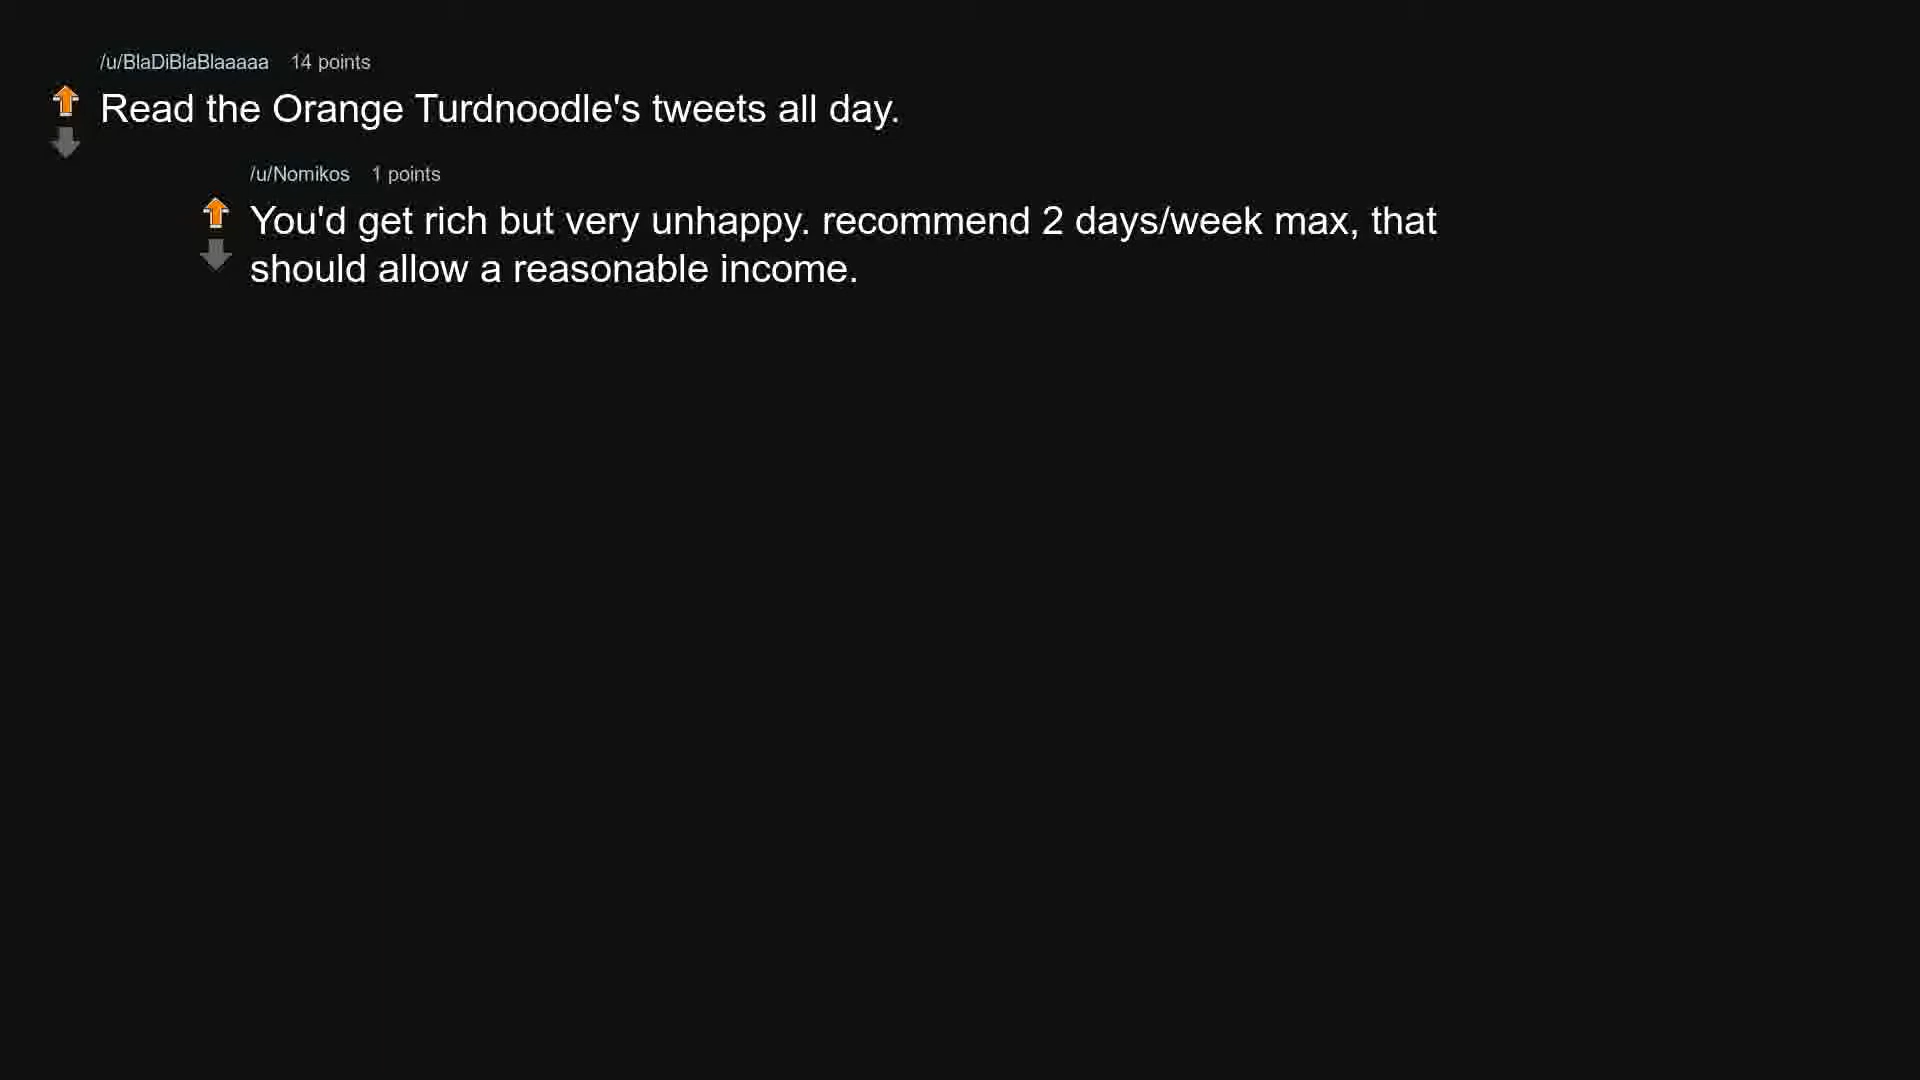 /u/BlaDiBlaBlaaaaa 14 points
Read the Orange Turdnoodle's tweets all day.
/u/Nomikos 1 points
You'd get rich but very unhappy. recommend 2 days/week max, that
should allow a reasonable income.